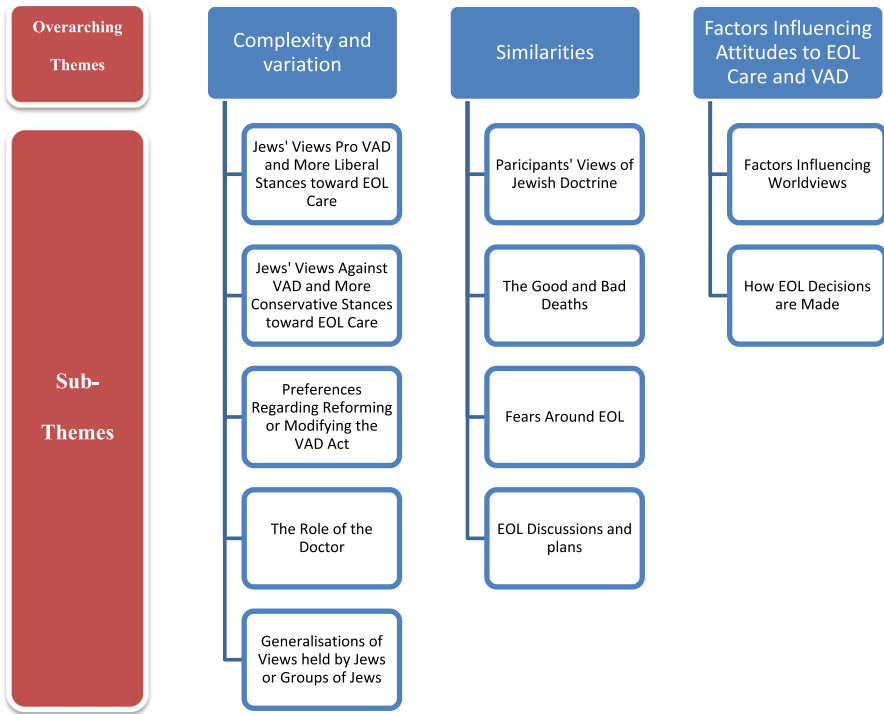 Overarching
Themes
Complexity and
variation
Similarities
Factors Influencing
Attitudes to EOL
Care and VAD
Sub-
Themes
Jews' Views Pro VAD
and More Liberal
Stances toward EOL
Care
Jews' Views Against
VAD and More
Conservative Stances
toward EOL Care
Preferences
Regarding Reforming
or Modifying the
VAD Act
The Role of the
Doctor
Generalisations of
Views held by Jews
or Groups of Jews
Paricipants' Views of
Jewish Doctrine
The Good and Bad
Deaths
Fears Around EOL
EOL Discussions and
plans
Factors Influencing
Worldviews
How EOL Decisions
are Made